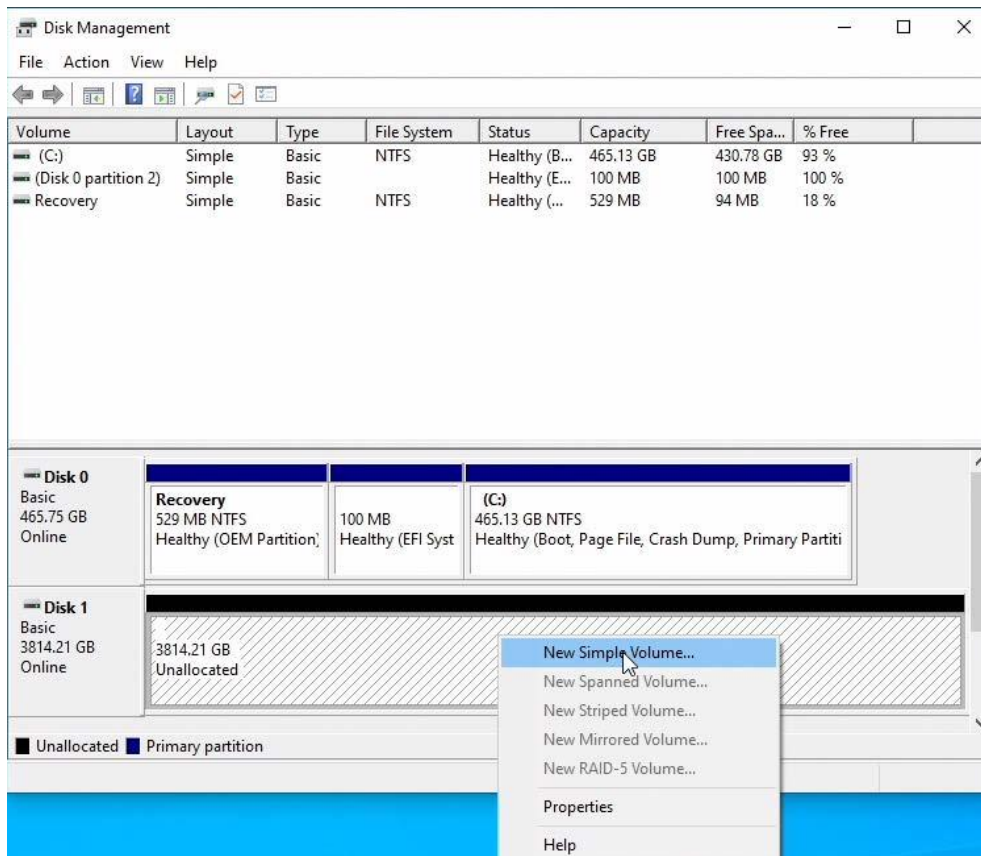 Disk Management
File Action View Help
Volume Layout Type File System Status Capacity Free Spa... % Free
(C:) Simple Basic NTFS Healthy (B... 465.13 GB 430.78 GB 93 %
(Disk 0 partition 2) Simple Basic Healthy (E... 100 MB 100 MB 100 %
Recovery Simple Basic NTFS Healthy (... 529 MB 94 MB 18 %
Disk 0
Basic
465.75 GB
Online
Recovery
529 MB NTFS
Healthy (OEM Partition)
100 MB
Healthy (EFI Syst
(C:)
465.13 GB NTFS
Healthy (Boot, Page File, Crash Dump, Primary Partiti
Disk 1
Basic
3814.21 GB
Online
3814.21 GB
Unallocated
New Simple Volume...
New Spanned Volume...
New Striped Volume...
New Mirrored Volume...
New RAID-5 Volume...
Properties
Help
Unallocated Primary partition